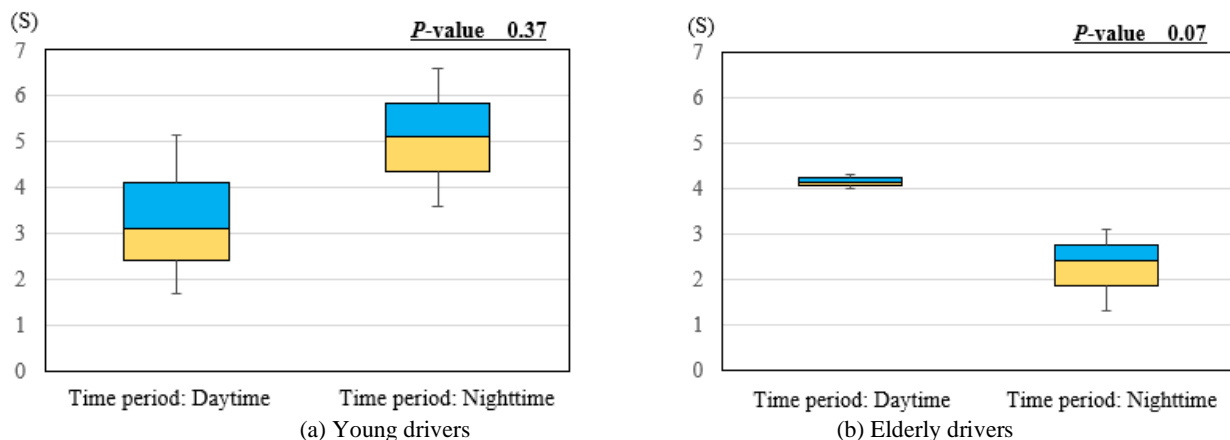 (S)
P-value 0.37
7
6
5
4
3
2
1
0
Time period: Daytime Time period: Nighttime
(a) Young drivers
(S)
P-value 0.07
7
6
5
4
3
2
1
0
Time period: Daytime Time period: Nighttime
(b) Elderly drivers